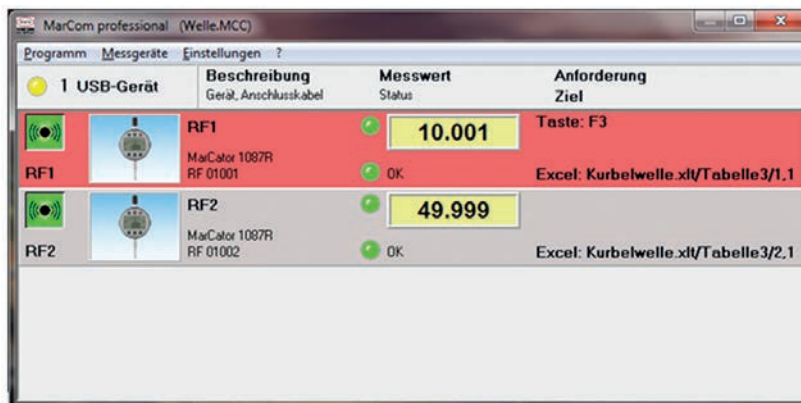 MarCom professional (Welle.MCC)
Programm Messgeräte Einstellungen ?
1 USB-Gerät
Beschreibung
Gerät, Anschlusskabel
Messwert
Status
Anforderung
Ziel
RF1
RF1
MarCator 1087R
RF 01001
10.001
OK
Taste: F3
Excel: Kurbelwelle.xlt/Tabelle3/1,1
RF2
RF2
MarCator 1087R
RF 01002
49.999
OK
Excel: Kurbelwelle.xlt/Tabelle3/2,1